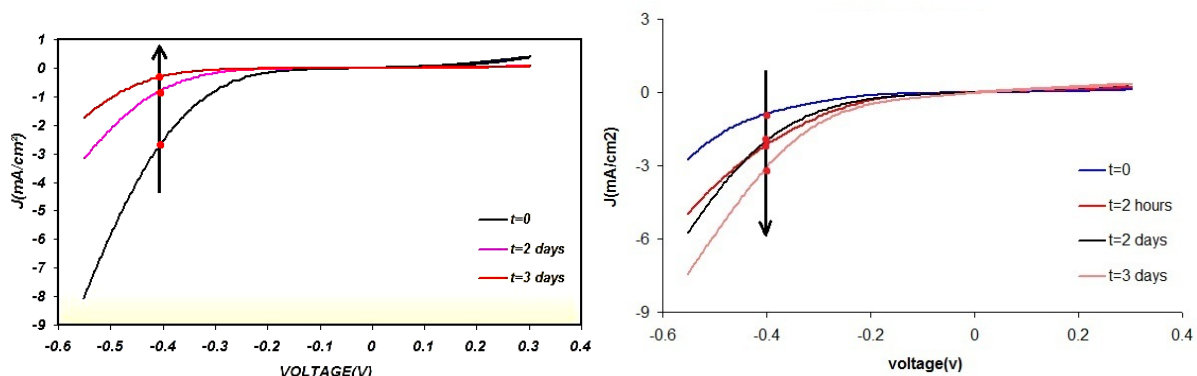 1
0
-1
-2
-3
-4
-5
-6
-7
-8
-9
J(mA/cm²)
-0.6 -0.5 -0.4 -0.3 -0.2 -0.1 0 0.1 0.2 0.3 0.4
VOLTAGE(V)
t=0
t=2 days
t=3 days
3
0
-3
-6
-9
J(mA/cm2)
-0.6 -0.4 -0.2 0 0.2 0.4
voltage(v)
t=0
t=2 hours
t=2 days
t=3 days